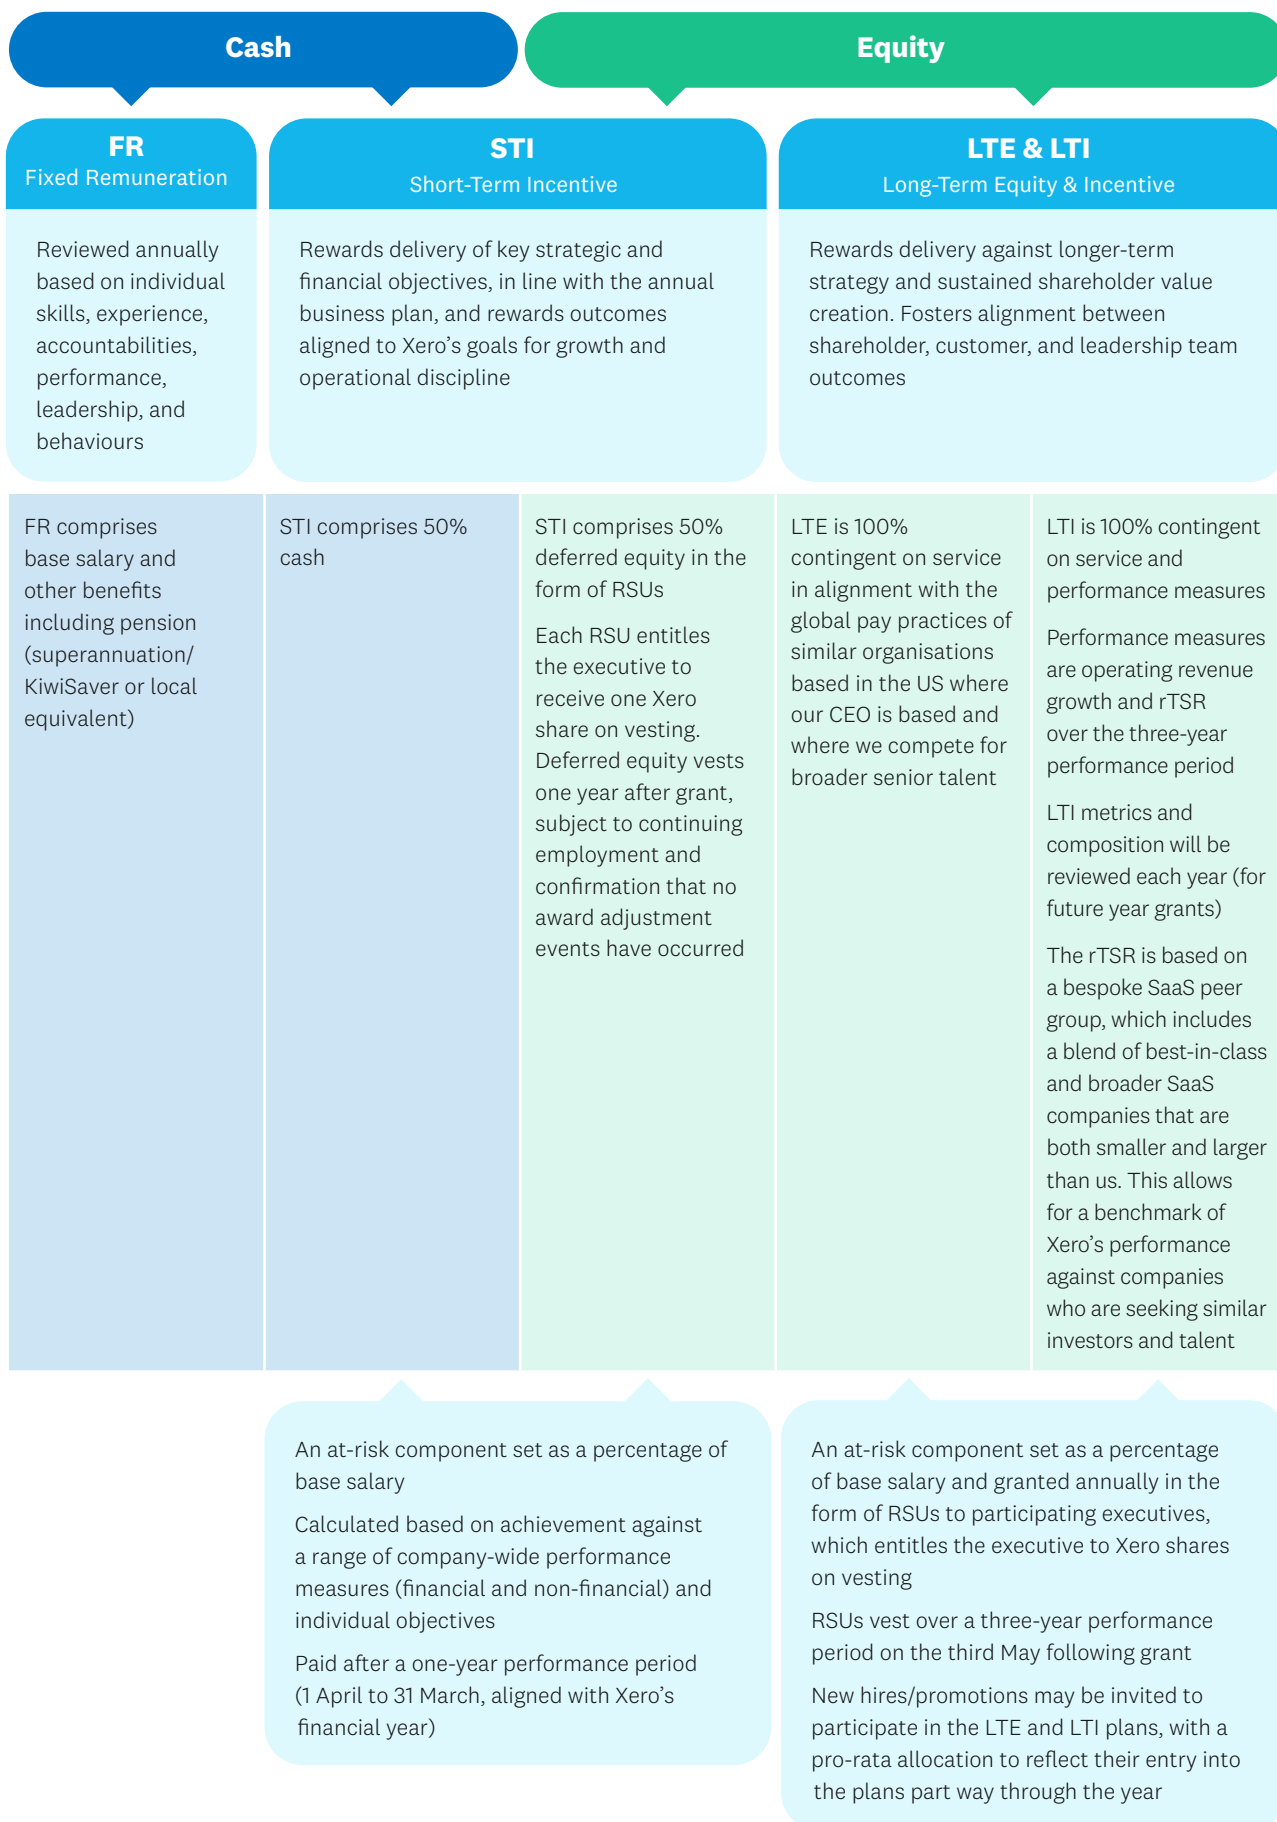 Cash
Equity
FR
Fixed Remuneration
STI
Short-Term Incentive
LTE & LTI
Long-Term Equity & Incentive
Reviewed annually
based on individual
skills, experience,
accountabilities,
performance,
leadership, and
behaviours
Rewards delivery of key strategic and
financial objectives, in line with the annual
business plan, and rewards outcomes
aligned to Xero's goals for growth and
operational discipline
Rewards delivery against longer-term
strategy and sustained shareholder value
creation. Fosters alignment between
shareholder, customer, and leadership team
outcomes
FR comprises
base salary and
other benefits
including pension
(superannuation/
KiwiSaver or local
equivalent)
STI comprises 50%
cash
STI comprises 50%
deferred equity in the
form of RSUs
Each RSU entitles
the executive to
receive one Xero
share on vesting.
Deferred equity vests
one year after grant,
subject to continuing
employment and
confirmation that no
award adjustment
events have occurred
LTE is 100%
contingent on service
in alignment with the
global pay practices of
similar organisations
based in the US where
our CEO is based and
where we compete for
broader senior talent
LTI is 100% contingent
on service and
performance measures
Performance measures
are operating revenue
growth and rTSR
over the three-year
performance period
LTI metrics and
composition will be
reviewed each year (for
future year grants)
The rTSR is based on
a bespoke SaaS peer
group, which includes
a blend of best-in-class
and broader SaaS
companies that are
both smaller and larger
than us. This allows
for a benchmark of
Xero's performance
against companies
who are seeking similar
investors and talent
An at-risk component set as a percentage of
base salary
Calculated based on achievement against
a range of company-wide performance
measures (financial and non-financial) and
individual objectives
Paid after a one-year performance period
(1 April to 31 March, aligned with Xero's
financial year)
An at-risk component set as a percentage
of base salary and granted annually in the
form of RSUs to participating executives,
which entitles the executive to Xero shares
on vesting
RSUs vest over a three-year performance
period on the third May following grant
New hires/promotions may be invited to
participate in the LTE and LTI plans, with a
pro-rata allocation to reflect their entry into
the plans part way through the year